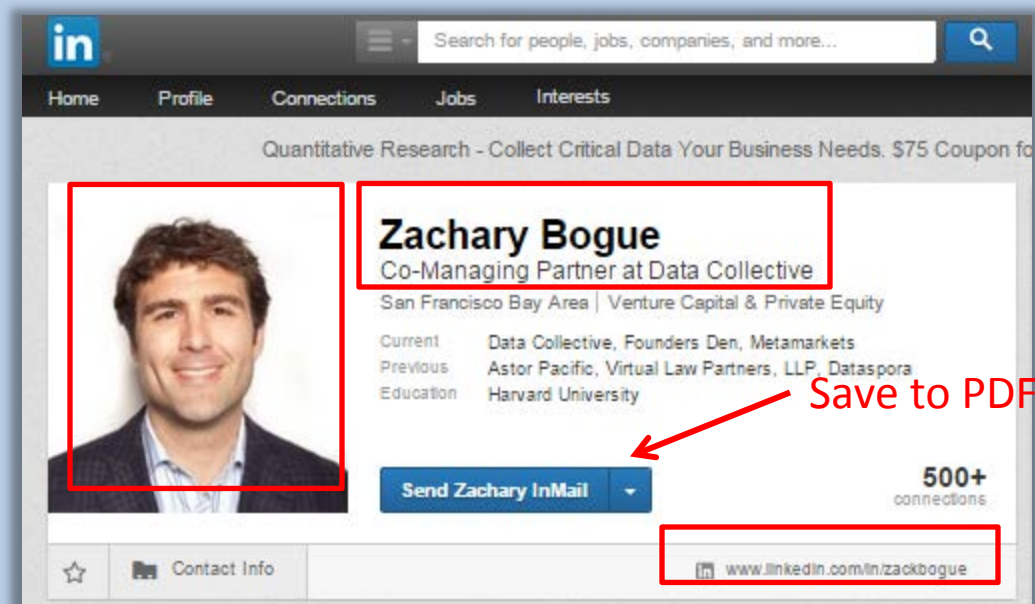 in
Search for people, jobs, companies, and more...
Home Profile Connections Jobs Interests
Quantitative Research - Collect Critical Data Your Business Needs. $75 Coupon fo
Zachary Bogue
Co-Managing Partner at Data Collective
San Francisco Bay Area | Venture Capital & Private Equity
Current Data Collective, Founders Den, Metamarkets
Previous Astor Pacific, Virtual Law Partners, LLP, Dataspora
Education Harvard University
Save to PDF
Send Zachary InMail
500+
connections
Contact Info
in www.linkedin.com/in/zackbogue